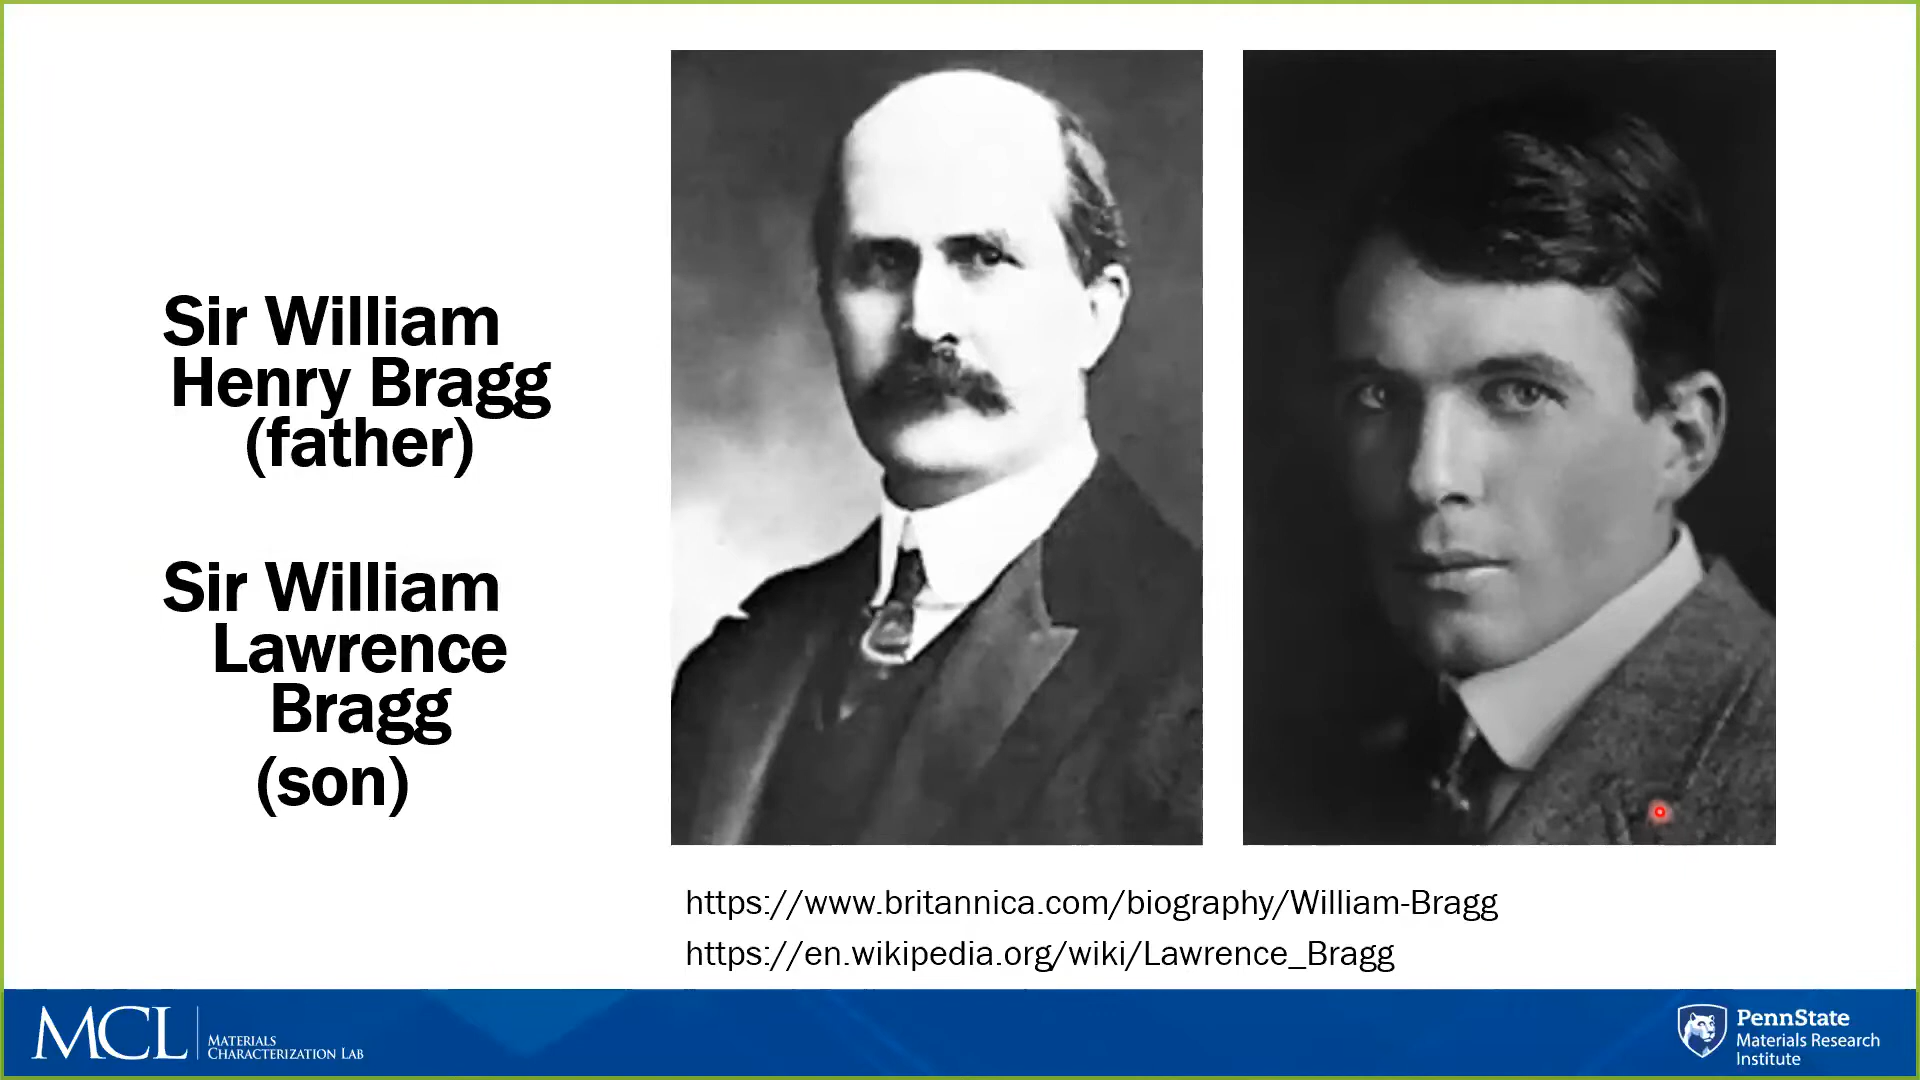 Sir William
Henry Bragg
(father)
Sir William
Lawrence
Bragg
(son)
https://www.britannica.com/biography/William-Bragg
https://en.wikipedia.org/wiki/Lawrence_Bragg
MCL
MATERIALS
CHARACTERIZATION LAB
PennState
Materials Research
Institute